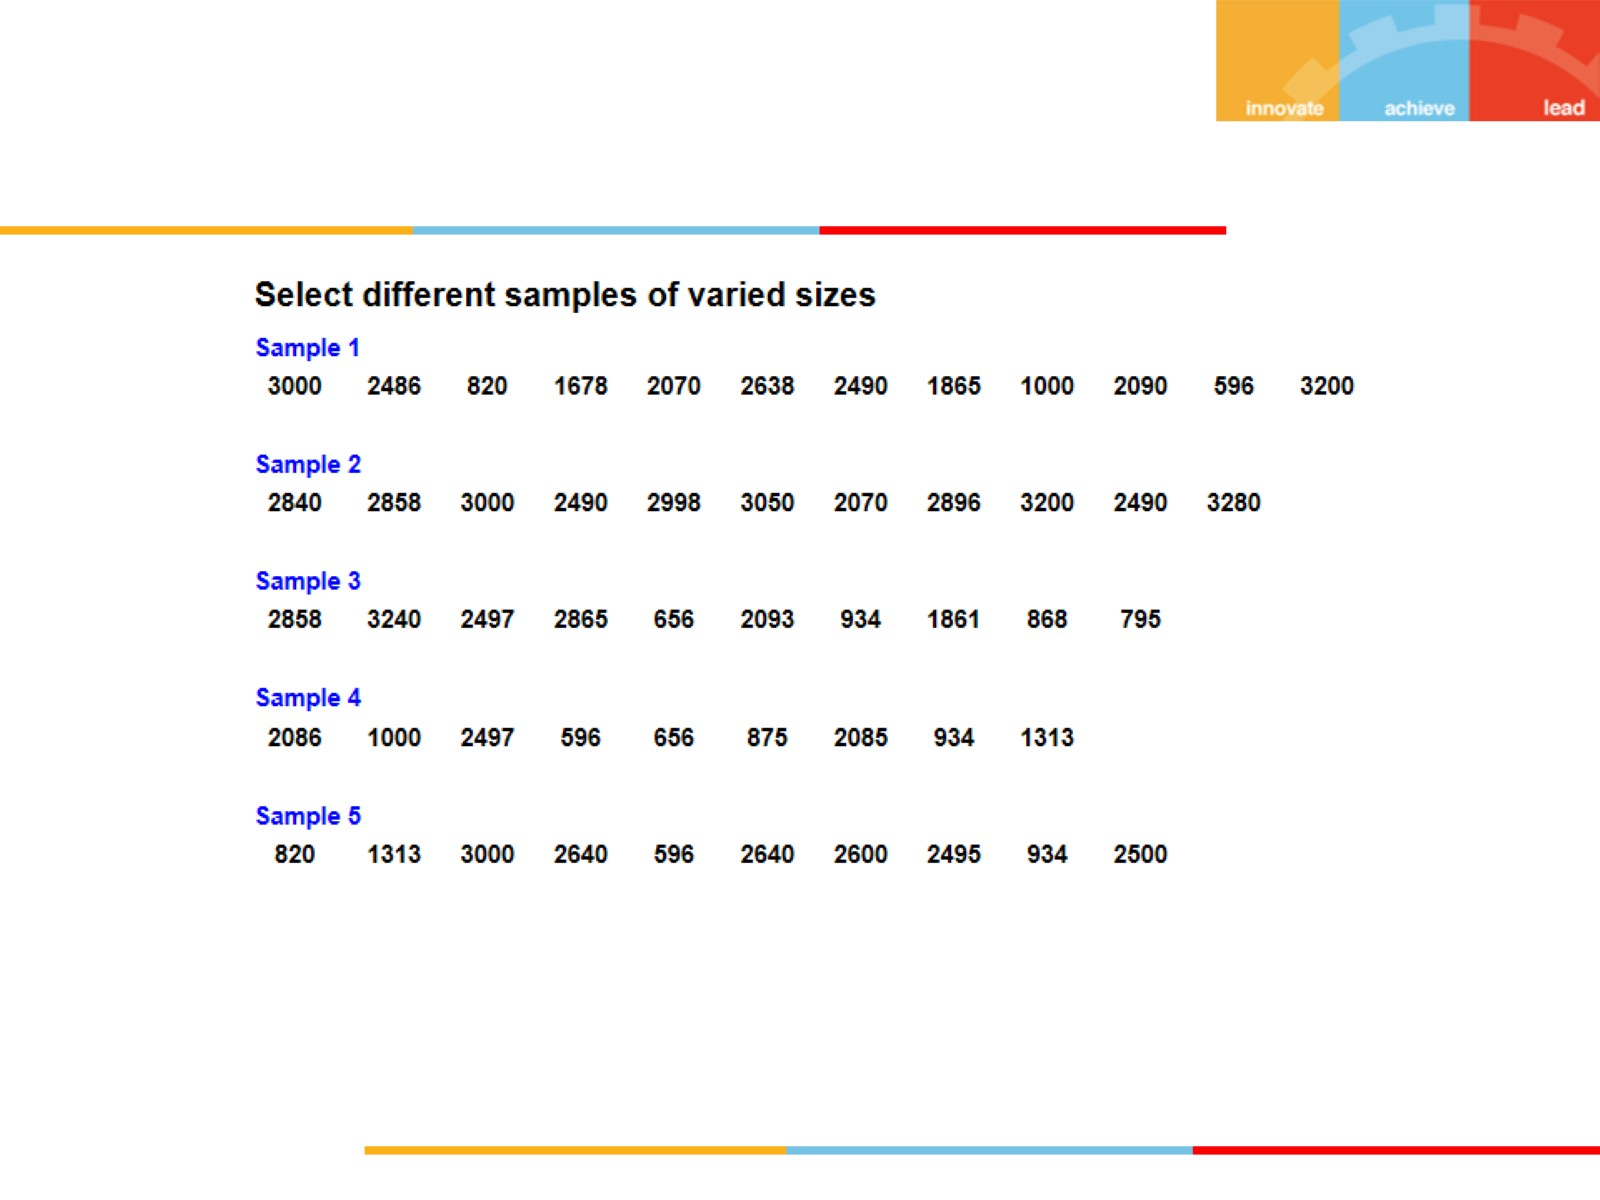 innovate achieve lead
Select different samples of varied sizes
Sample 1
3000 2486 820 1678 2070 2638 2490 1865 1000 2090 596 3200
Sample 2
2840 2858 3000 2490 2998 3050 2070 2896 3200 2490 3280
Sample 3
2858 3240 2497 2865 656 2093 934 1861 868 795
Sample 4
2086 1000 2497 596 656 875 2085 934 1313
Sample 5
820 1313 3000 2640 596 2640 2600 2495 934 2500